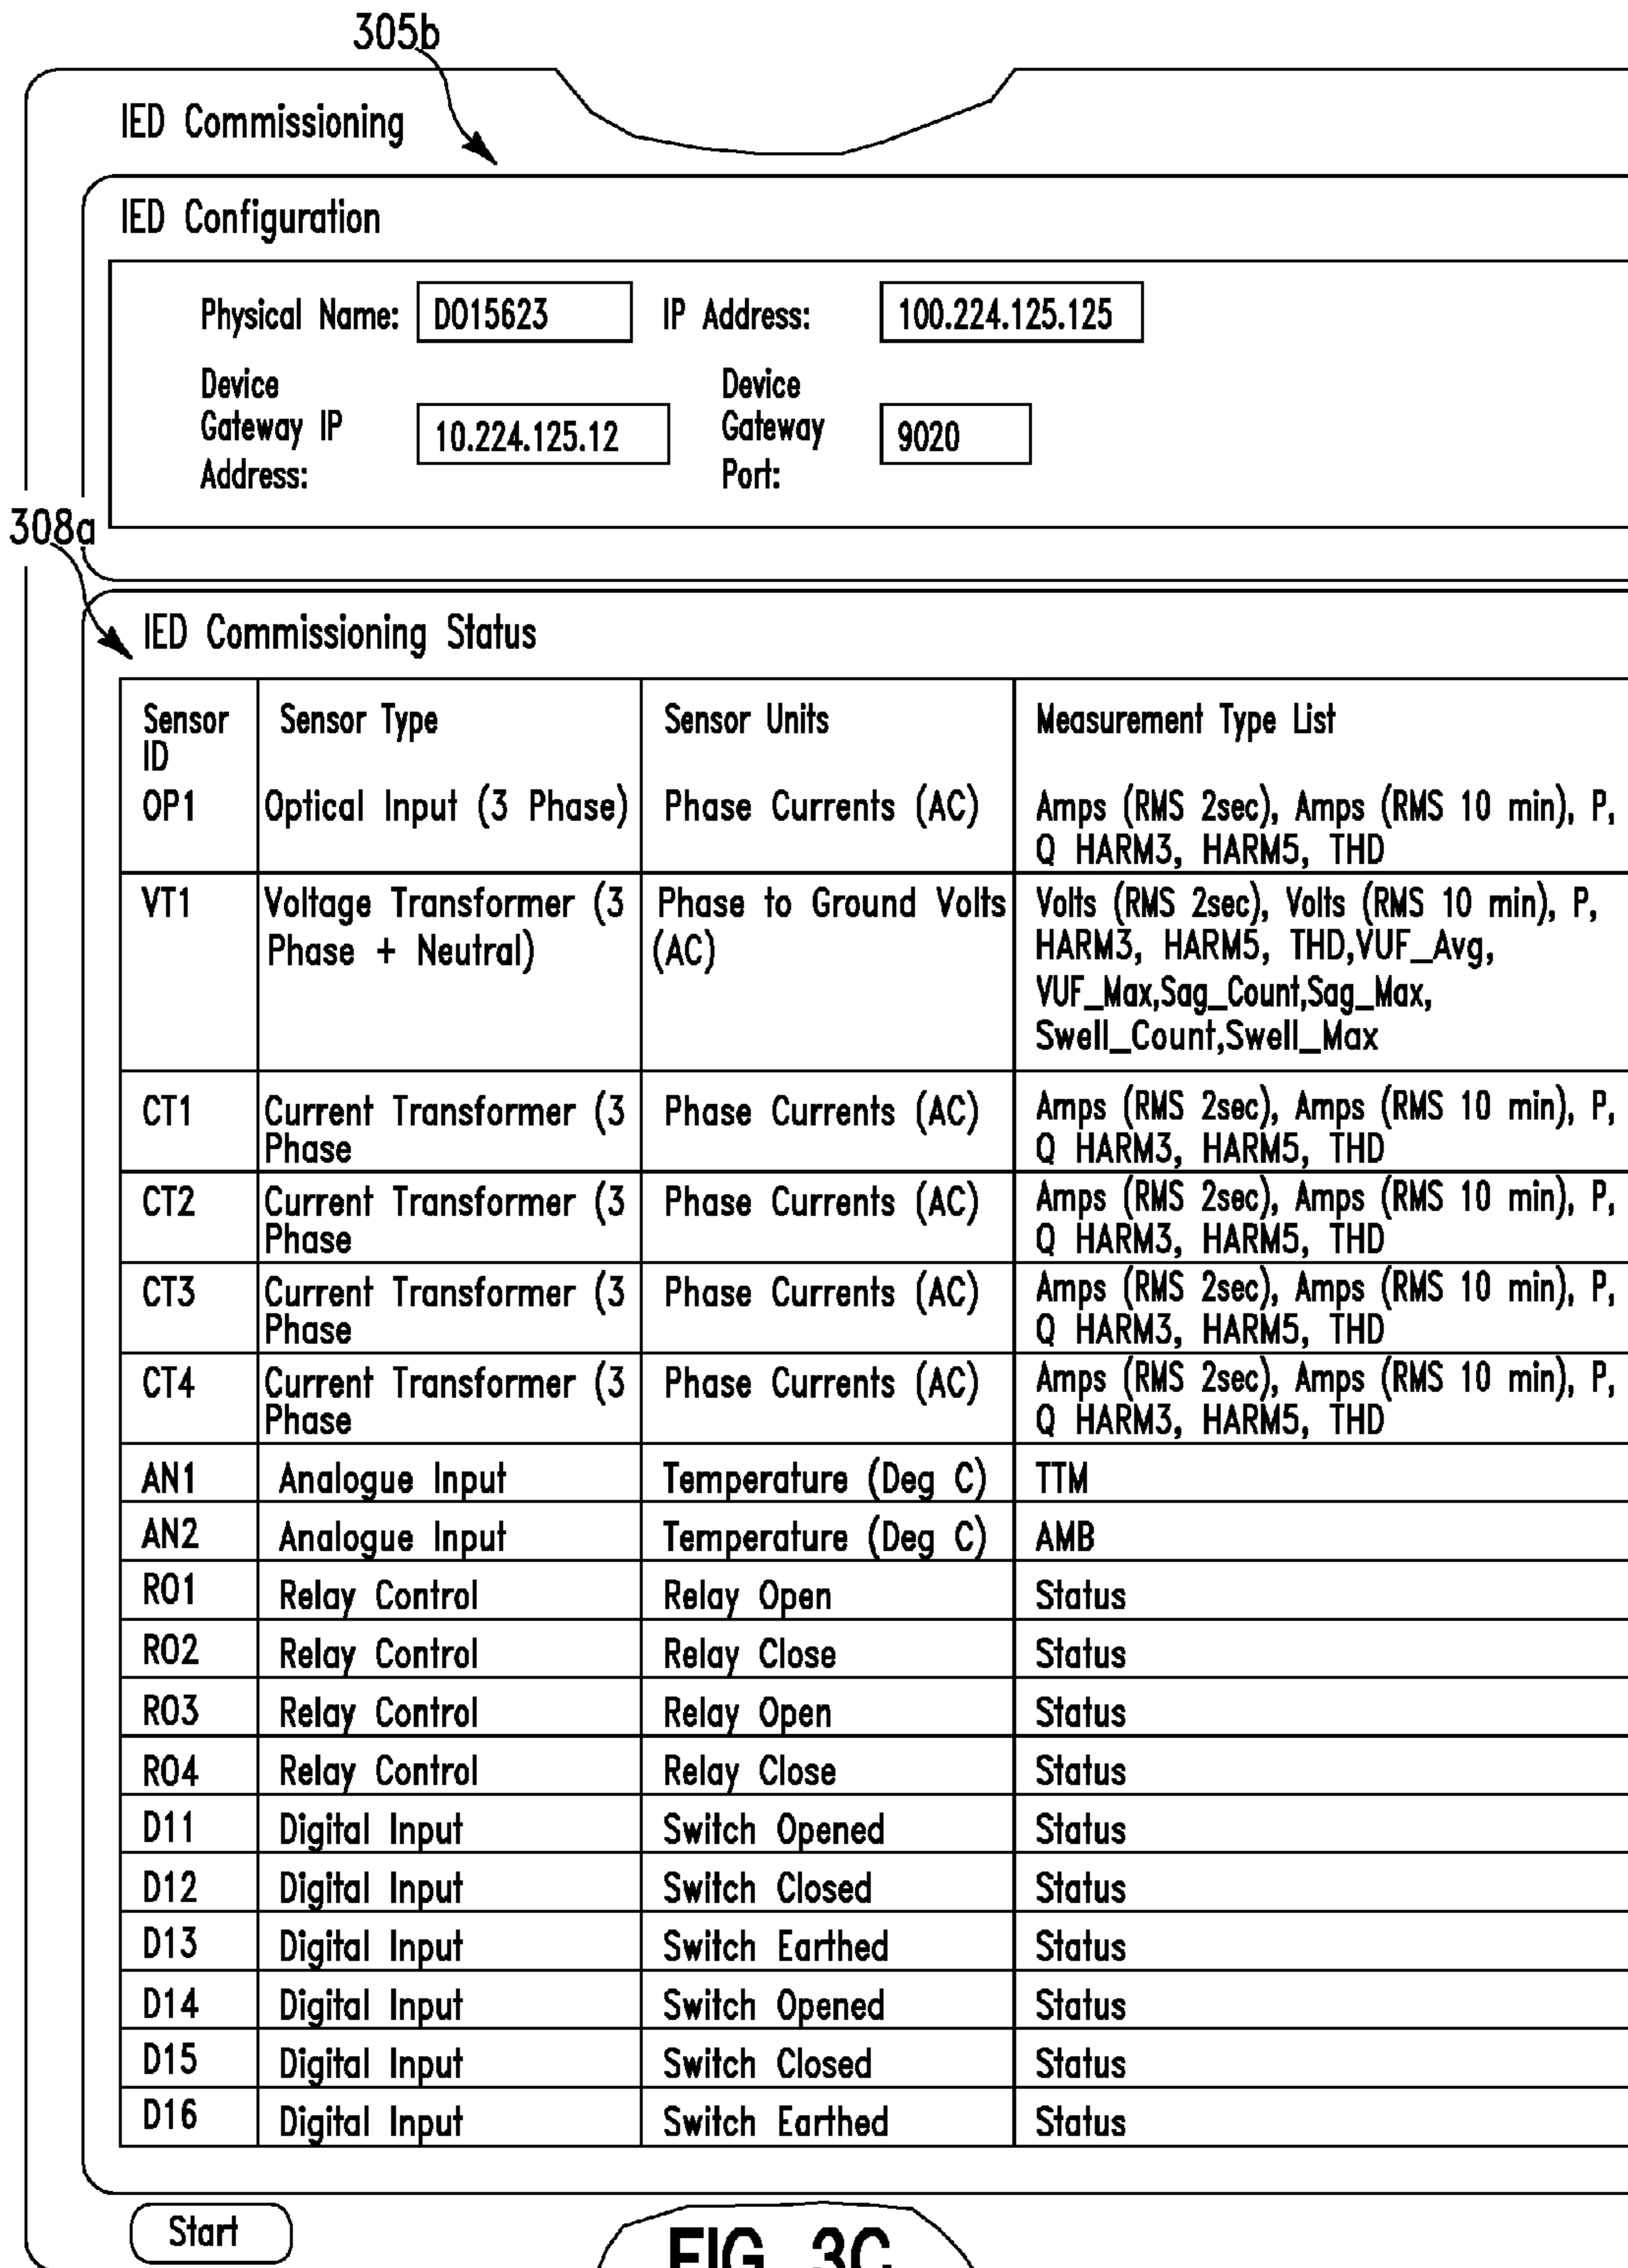 305b
IED Commissioning
IED Configuration
Physical Name: D015623 IP Address: 100.224.125.125
Device Gateway IP Address: 10.224.125.12 Device Gateway Port: 9020
308a
IED Commissioning Status
Sensor ID Sensor Type Sensor Units Measurement Type List
OP1 Optical Input (3 Phase) Phase Currents (AC) Amps (RMS 2sec), Amps (RMS 10 min), P,
Q HARM3, HARM5, THD
VT1 Voltage Transformer (3 Phase to Ground Volts Volts (RMS 2sec), Volts (RMS 10 min), P,
Phase + Neutral) (AC) HARM3, HARM5, THD,VUF_Avg,
VUF_Max,Sag_Count,Sag_Max,
Swell_Count,Swell_Max
CT1 Current Transformer (3 Phase Currents (AC) Amps (RMS 2sec), Amps (RMS 10 min), P,
Phase Q HARM3, HARM5, THD
CT2 Current Transformer (3 Phase Currents (AC) Amps (RMS 2sec), Amps (RMS 10 min), P,
Phase Q HARM3, HARM5, THD
CT3 Current Transformer (3 Phase Currents (AC) Amps (RMS 2sec), Amps (RMS 10 min), P,
Phase Q HARM3, HARM5, THD
CT4 Current Transformer (3 Phase Currents (AC) Amps (RMS 2sec), Amps (RMS 10 min), P,
Phase Q HARM3, HARM5, THD
AN1 Analogue Input Temperature (Deg C) TTM
AN2 Analogue Input Temperature (Deg C) AMB
RO1 Relay Control Relay Open Status
RO2 Relay Control Relay Close Status
RO3 Relay Control Relay Open Status
RO4 Relay Control Relay Close Status
D11 Digital Input Switch Opened Status
D12 Digital Input Switch Closed Status
D13 Digital Input Switch Earthed Status
D14 Digital Input Switch Opened Status
D15 Digital Input Switch Closed Status
D16 Digital Input Switch Earthed Status
Start
FIG. 3C